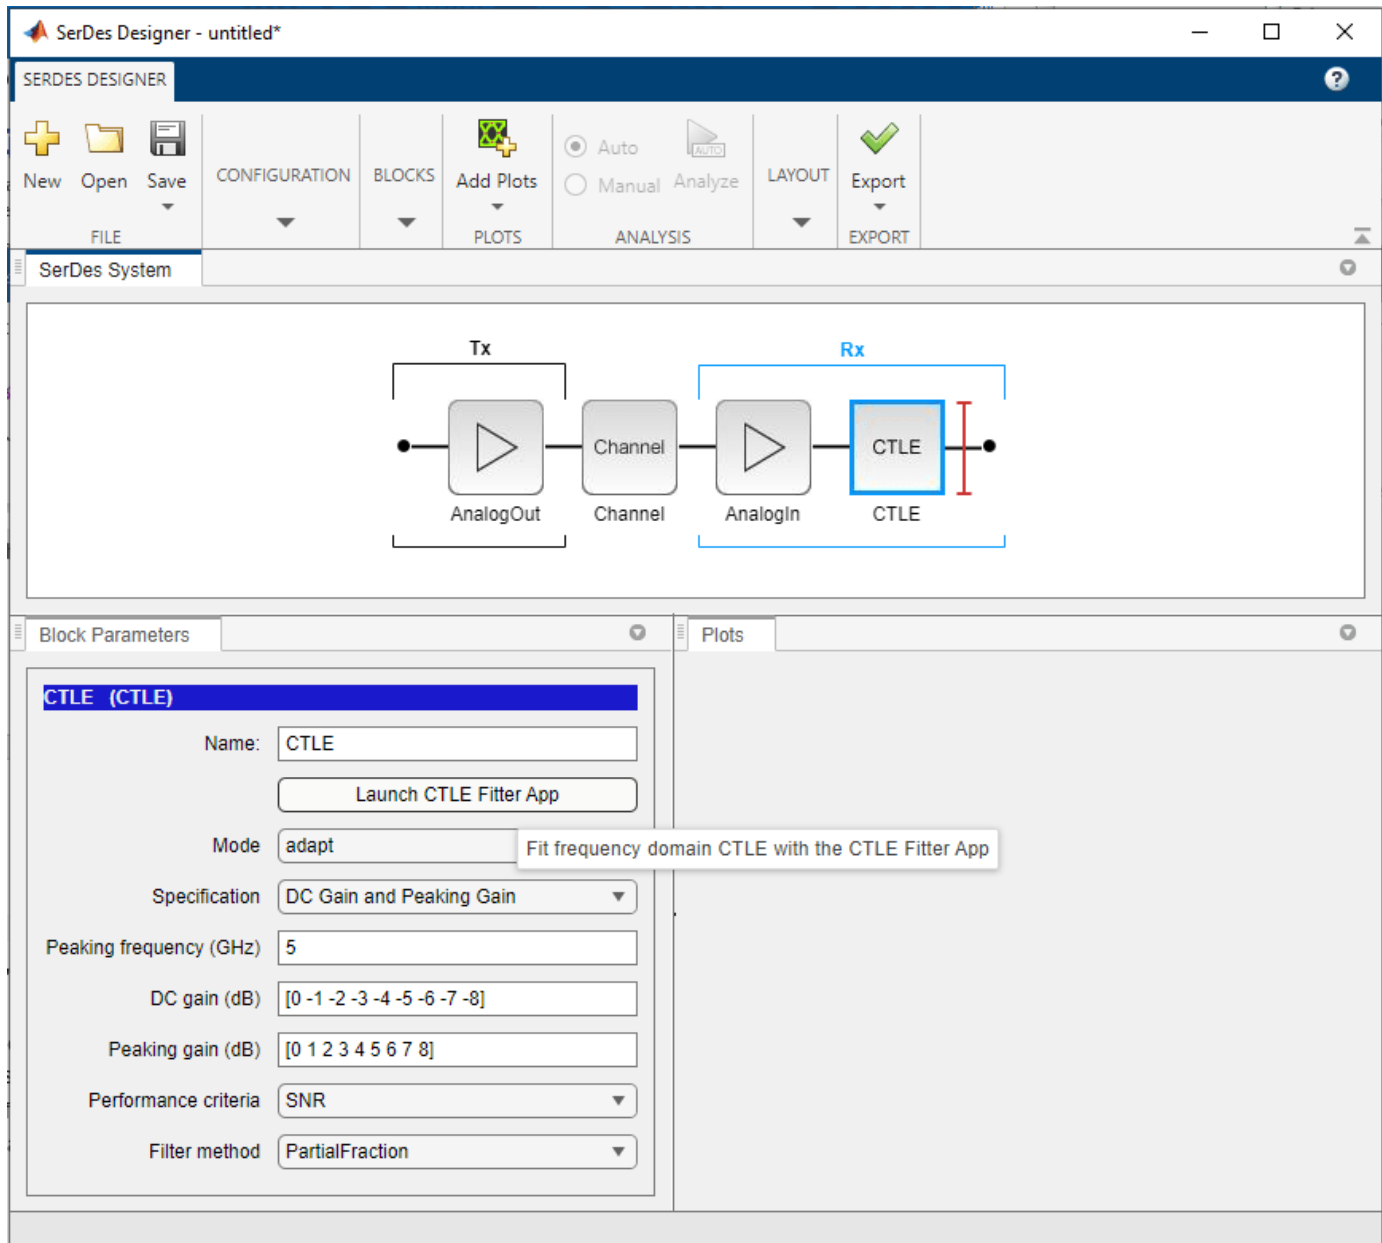 SerDes Designer - untitled*
SERDES DESIGNER
New Open Save
FILE
CONFIGURATION
BLOCKS
Add Plots
PLOTS
Auto
Manual
AUTO
Analyze
ANALYSIS
LAYOUT
Export
EXPORT
SerDes System
Tx
Rx
Channel
CTLE
AnalogOut Channel AnalogIn CTLE
Block Parameters
Plots
CTLE (CTLE)
Name: CTLE
Launch CTLE Fitter App
Mode adapt
Fit frequency domain CTLE with the CTLE Fitter App
Specification DC Gain and Peaking Gain
Peaking frequency (GHz) 5
DC gain (dB) [0 -1 -2 -3 -4 -5 -6 -7 -8]
Peaking gain (dB) [0 1 2 3 4 5 6 7 8]
Performance criteria SNR
Filter method PartialFraction